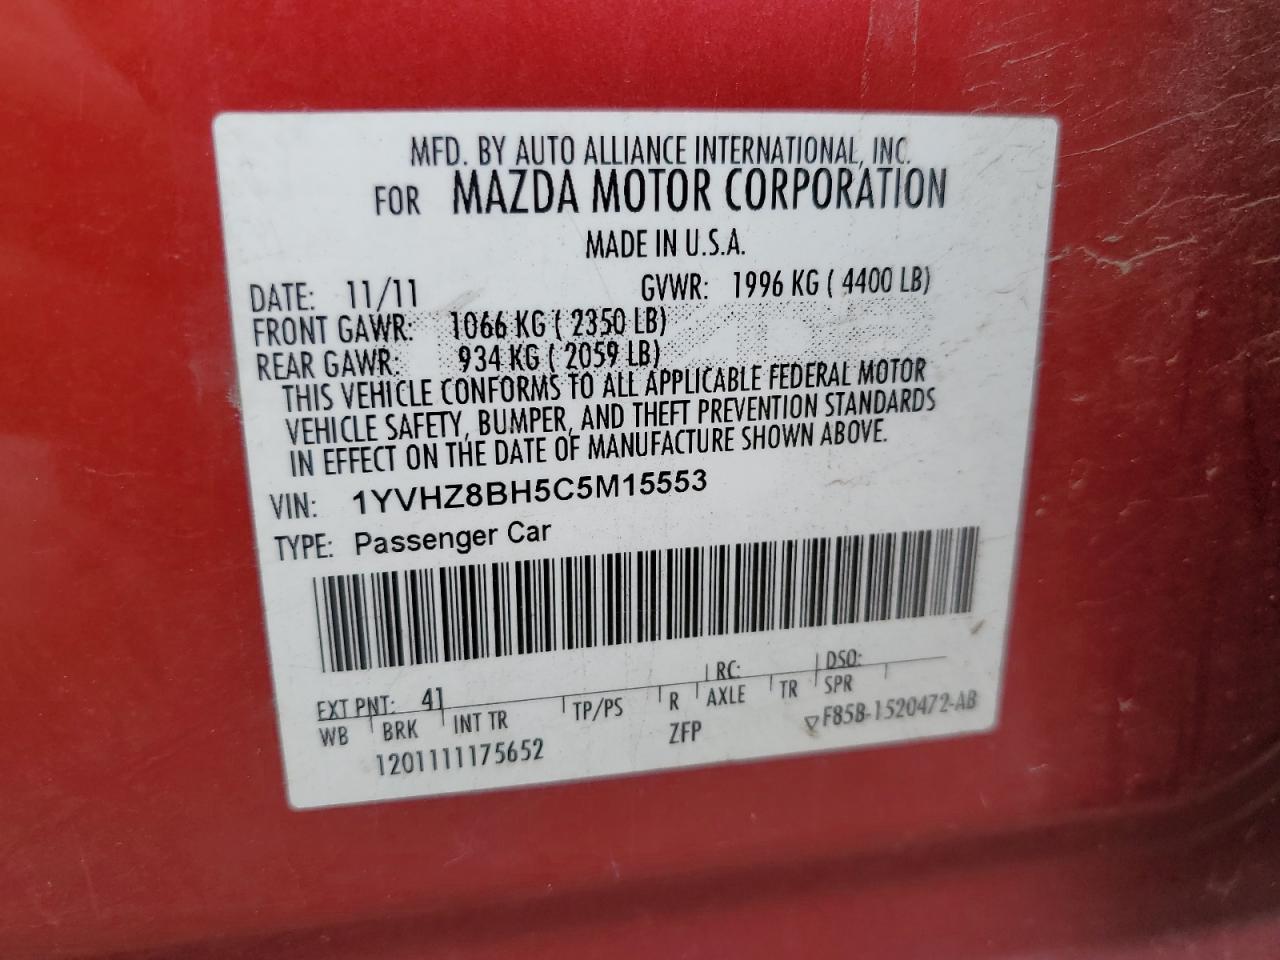 MFD. BY AUTO ALLIANCE INTERNATIONAL, INC.
FOR MAZDA MOTOR CORPORATION
MADE IN U.S.A.
DATE: 11/11 GVWR: 1996 KG ( 4400 LB)
FRONT GAWR: 1066 KG ( 2350 LB)
REAR GAWR: 934 KG ( 2059 LB)
THIS VEHICLE CONFORMS TO ALL APPLICABLE FEDERAL MOTOR
VEHICLE SAFETY, BUMPER, AND THEFT PREVENTION STANDARDS
IN EFFECT ON THE DATE OF MANUFACTURE SHOWN ABOVE.
VIN: 1YVHZ8BH5C5M15553
TYPE: Passenger Car
EXT PNT: 41 RC: DSO:
WB BRK INT TR TP/PS R AXLE TR SPR
1201111175652 ZFP F85B-1520472-AB